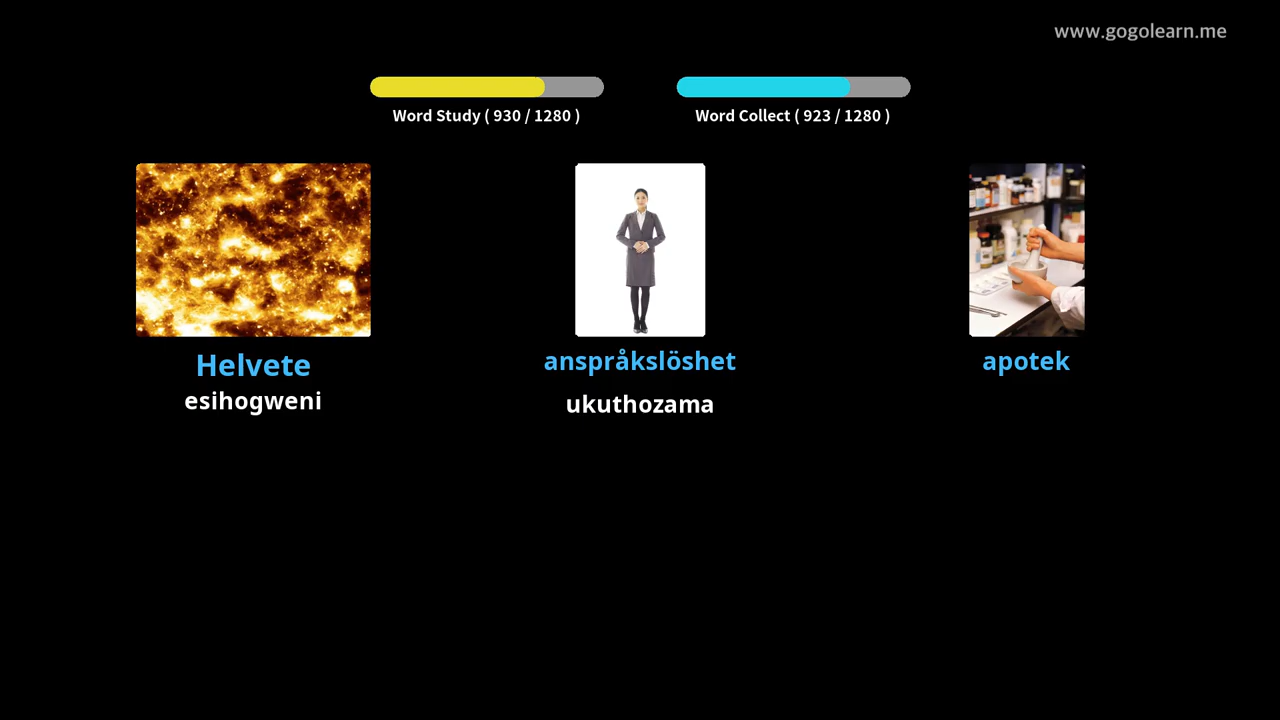 www.gogolearn.me
Word Study ( 930 / 1280 )
Word Collect ( 923 / 1280 )
Helvete
esihogweni
anspråkslöshet
ukuthozama
apotek